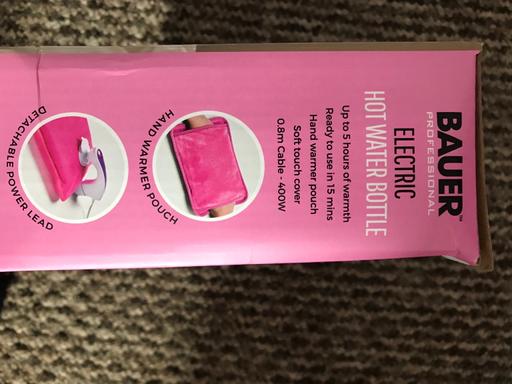 BAUER™
PROFESSIONAL
ELECTRIC
HOT WATER BOTTLE
Up to 5 hours of warmth
Ready to use in 15 mins
Hand warmer pouch
Soft touch cover
0.8m Cable - 400W
HAND WARMER POUCH
DETACHABLE POWER LEAD